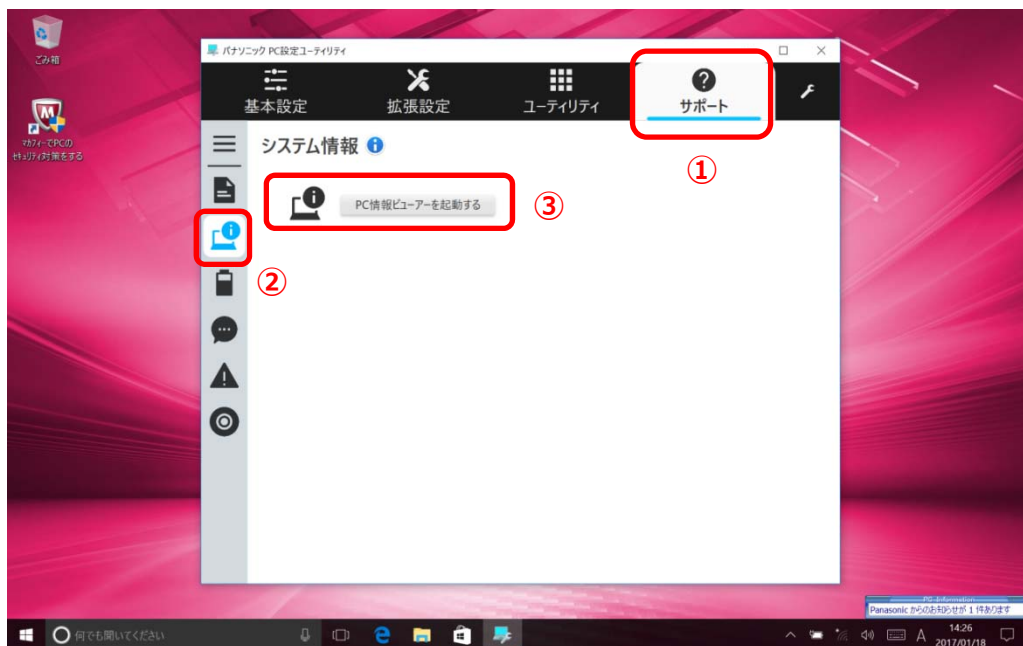 ごみ箱
マカフィーでPCの
セキュリティ対策をする
パナソニック PC設定ユーティリティ
基本設定
拡張設定
ユーティリティ
サポート
①
システム情報
PC情報ビューアーを起動する
③
②
PC Information
Panasonic からのお知らせが 1 件あります
何でも聞いてください
A
14:26
2017/01/18